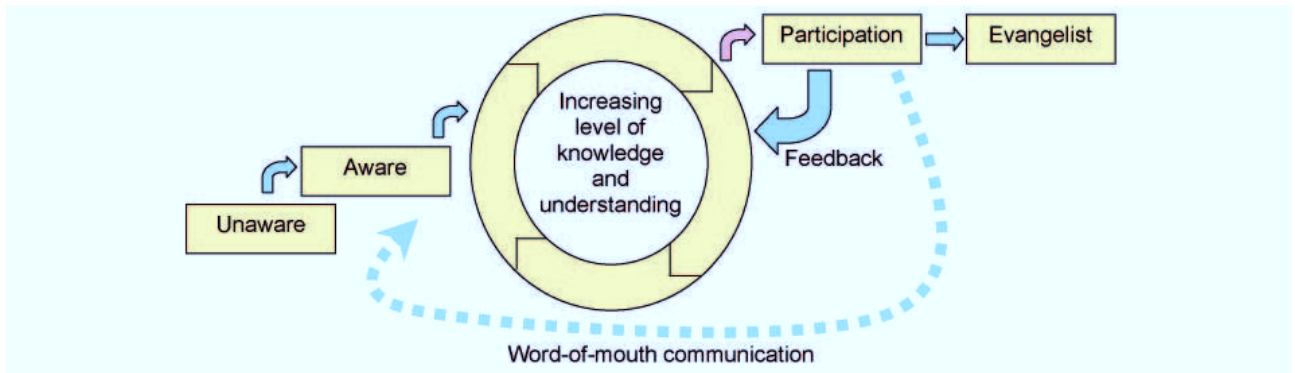 Participation
Evangelist
Increasing
level of
knowledge
and
understanding
Feedback
Aware
Unaware
Word-of-mouth communication